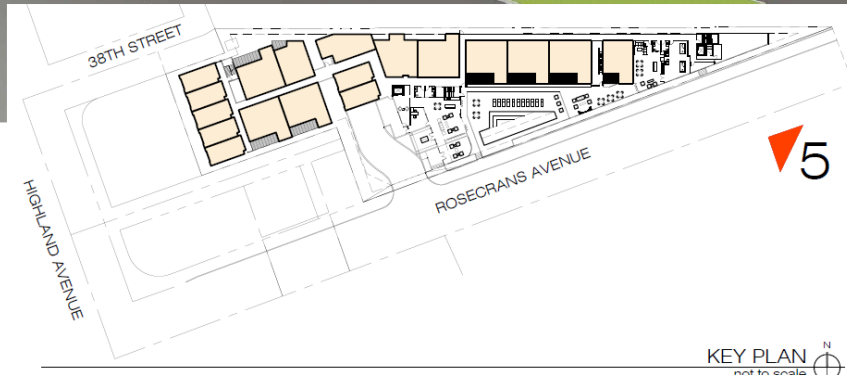 38TH STREET
5
HIGHLAND AVENUE
ROSECRANS AVENUE
KEY PLAN
not to scale
N